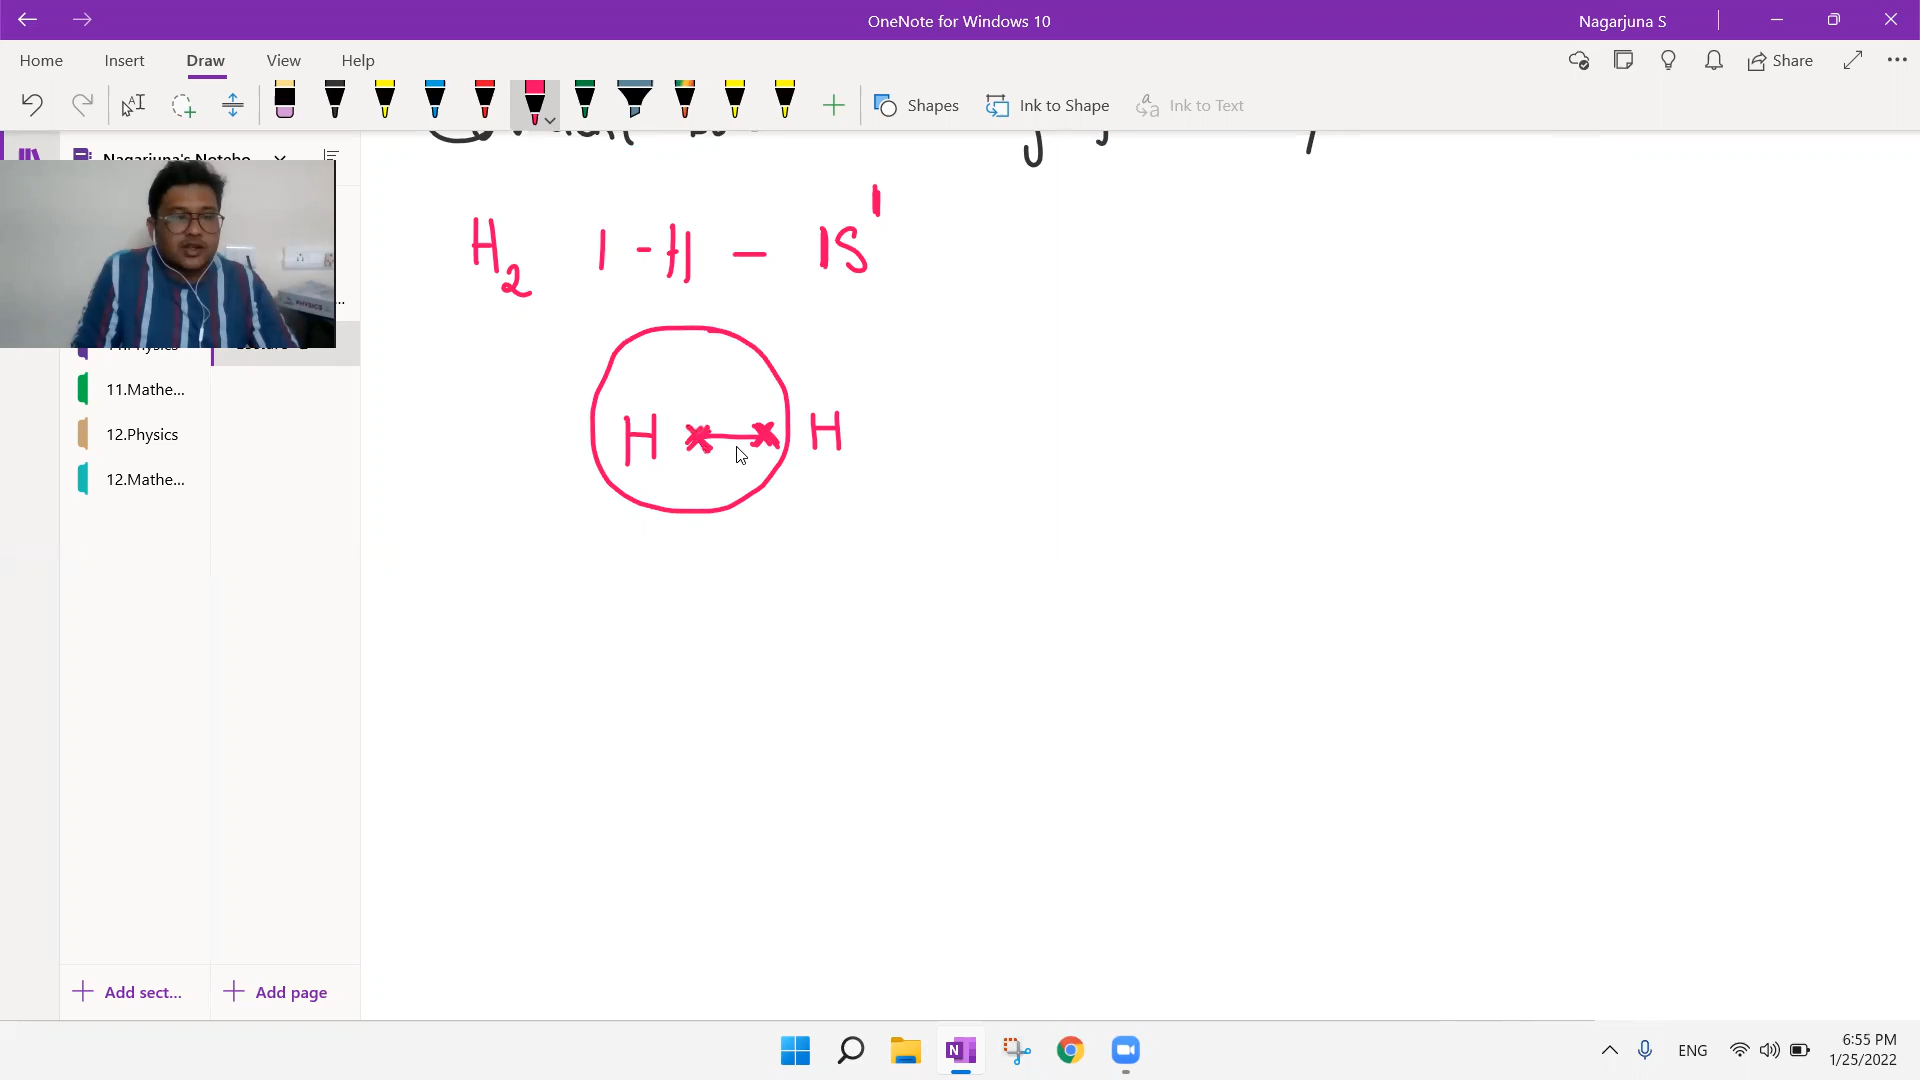 OneNote for Windows 10
Nagarjuna S
Home Insert Draw View Help
Share
Shapes Ink to Shape Ink to Text
Nagarjuna's Notebo
H2 1 - H - 1S1
H H
11.Mathe...
12.Physics
12.Mathe...
Add sect...
Add page
ENG
6:55 PM
1/25/2022